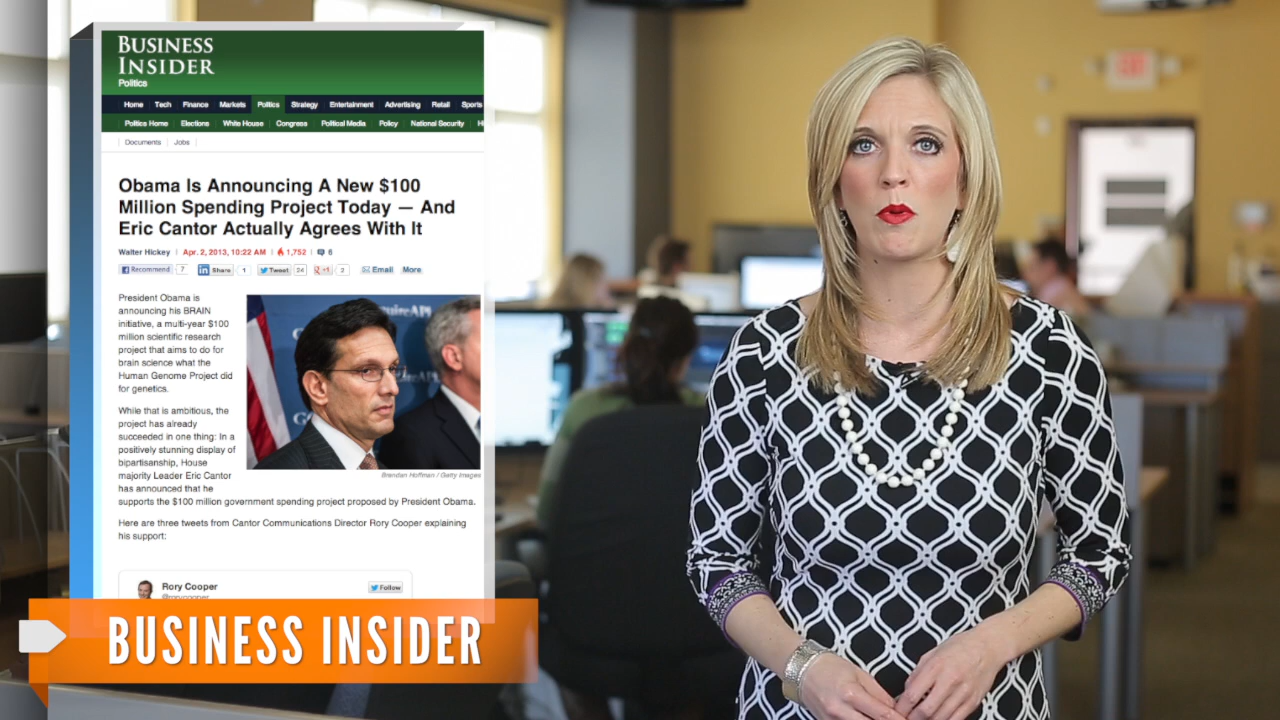 BUSINESS
INSIDER
Politics
Home Tech Finance Markets Politics Strategy Entertainment Advertising Retail Sports
Politics Home Elections White House Congress Political Media Policy National Security
Documents Jobs
Obama Is Announcing A New $100
Million Spending Project Today — And
Eric Cantor Actually Agrees With It
Walter Hickey | Apr. 2, 2013, 10:22 AM | 1,752 | 6
Recommend 7 Share 1 Tweet 24 +1 2 Email More
President Obama is
announcing his BRAIN
initiative, a multi-year $100
million scientific research
project that aims to do for
brain science what the
Human Genome Project did
for genetics.
While that is ambitious, the
project has already
succeeded in one thing: In a
positively stunning display of
bipartisanship, House
majority Leader Eric Cantor
has announced that he
Brendan Hoffman / Getty Images
supports the $100 million government spending project proposed by President Obama.
Here are three tweets from Cantor Communications Director Rory Cooper explaining
his support:
Rory Cooper
Follow
@rorycooper
BUSINESS INSIDER
EXIT